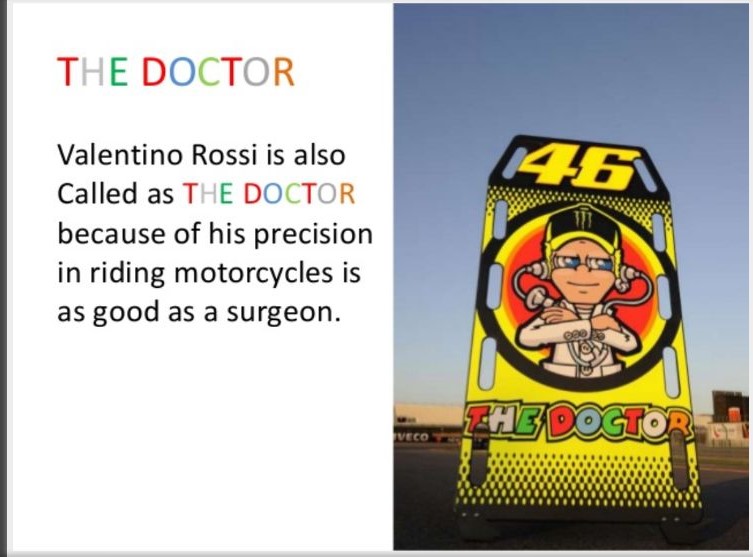 THE DOCTOR
Valentino Rossi is also
Called as THE DOCTOR
because of his precision
in riding motorcycles is
as good as a surgeon.
46
THE DOCTOR
IVECO